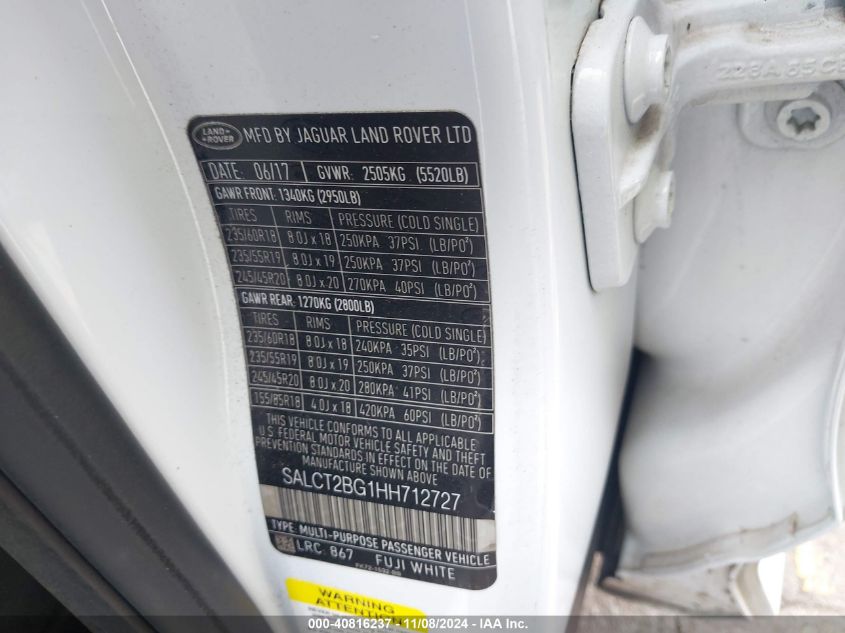 LAND ROVER
MFD BY JAGUAR LAND ROVER LTD
DATE: 06/17 GVWR: 2505KG (5520LB)
GAWR FRONT: 1340KG (2950LB)
TIRES RIMS PRESSURE (COLD SINGLE)
235/60R18 8.0J x 18 250KPA 37PSI (LB/PO²)
235/55R19 8.0J x 19 250KPA 37PSI (LB/PO²)
245/45R20 8.0J x 20 270KPA 40PSI (LB/PO²)
GAWR REAR: 1270KG (2800LB)
TIRES RIMS PRESSURE (COLD SINGLE)
235/60R18 8.0J x 18 240KPA 35PSI (LB/PO²)
235/55R19 8.0J x 19 250KPA 37PSI (LB/PO²)
245/45R20 8.0J x 20 280KPA 41PSI (LB/PO²)
155/85R18 4.0J x 18 420KPA 60PSI (LB/PO²)
THIS VEHICLE CONFORMS TO ALL APPLICABLE
U.S FEDERAL MOTOR VEHICLE SAFETY AND THEFT
PREVENTION STANDARDS IN EFFECT ON THE DATE OF
MANUFACTURE SHOWN ABOVE.
SALCT2BG1HH712727
TYPE: MULTI-PURPOSE PASSENGER VEHICLE
LRC: 867 FUJI WHITE
WARNING
ATTENTION
000-40816237 - 11/08/2024 - IAAI.com